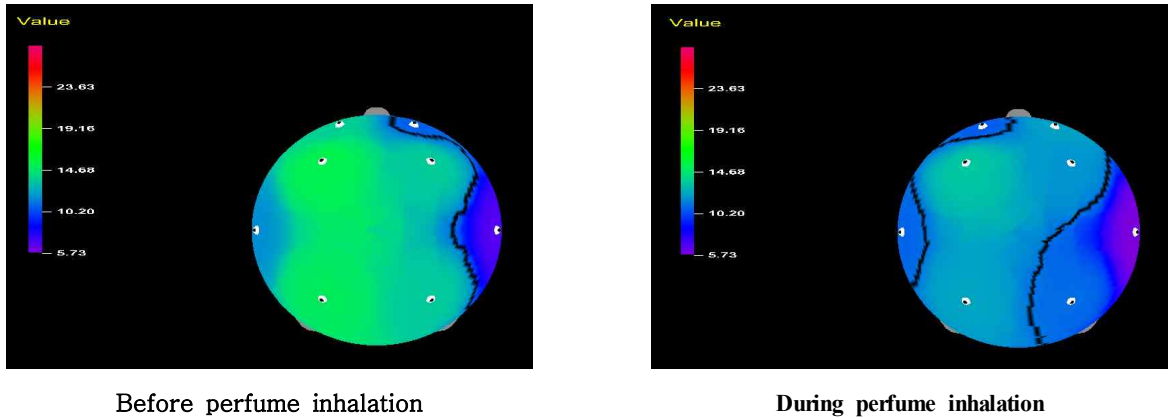 Value
23.63
19.16
14.68
10.20
5.73
Before perfume inhalation
Value
23.63
19.16
14.68
10.20
5.73
During perfume inhalation